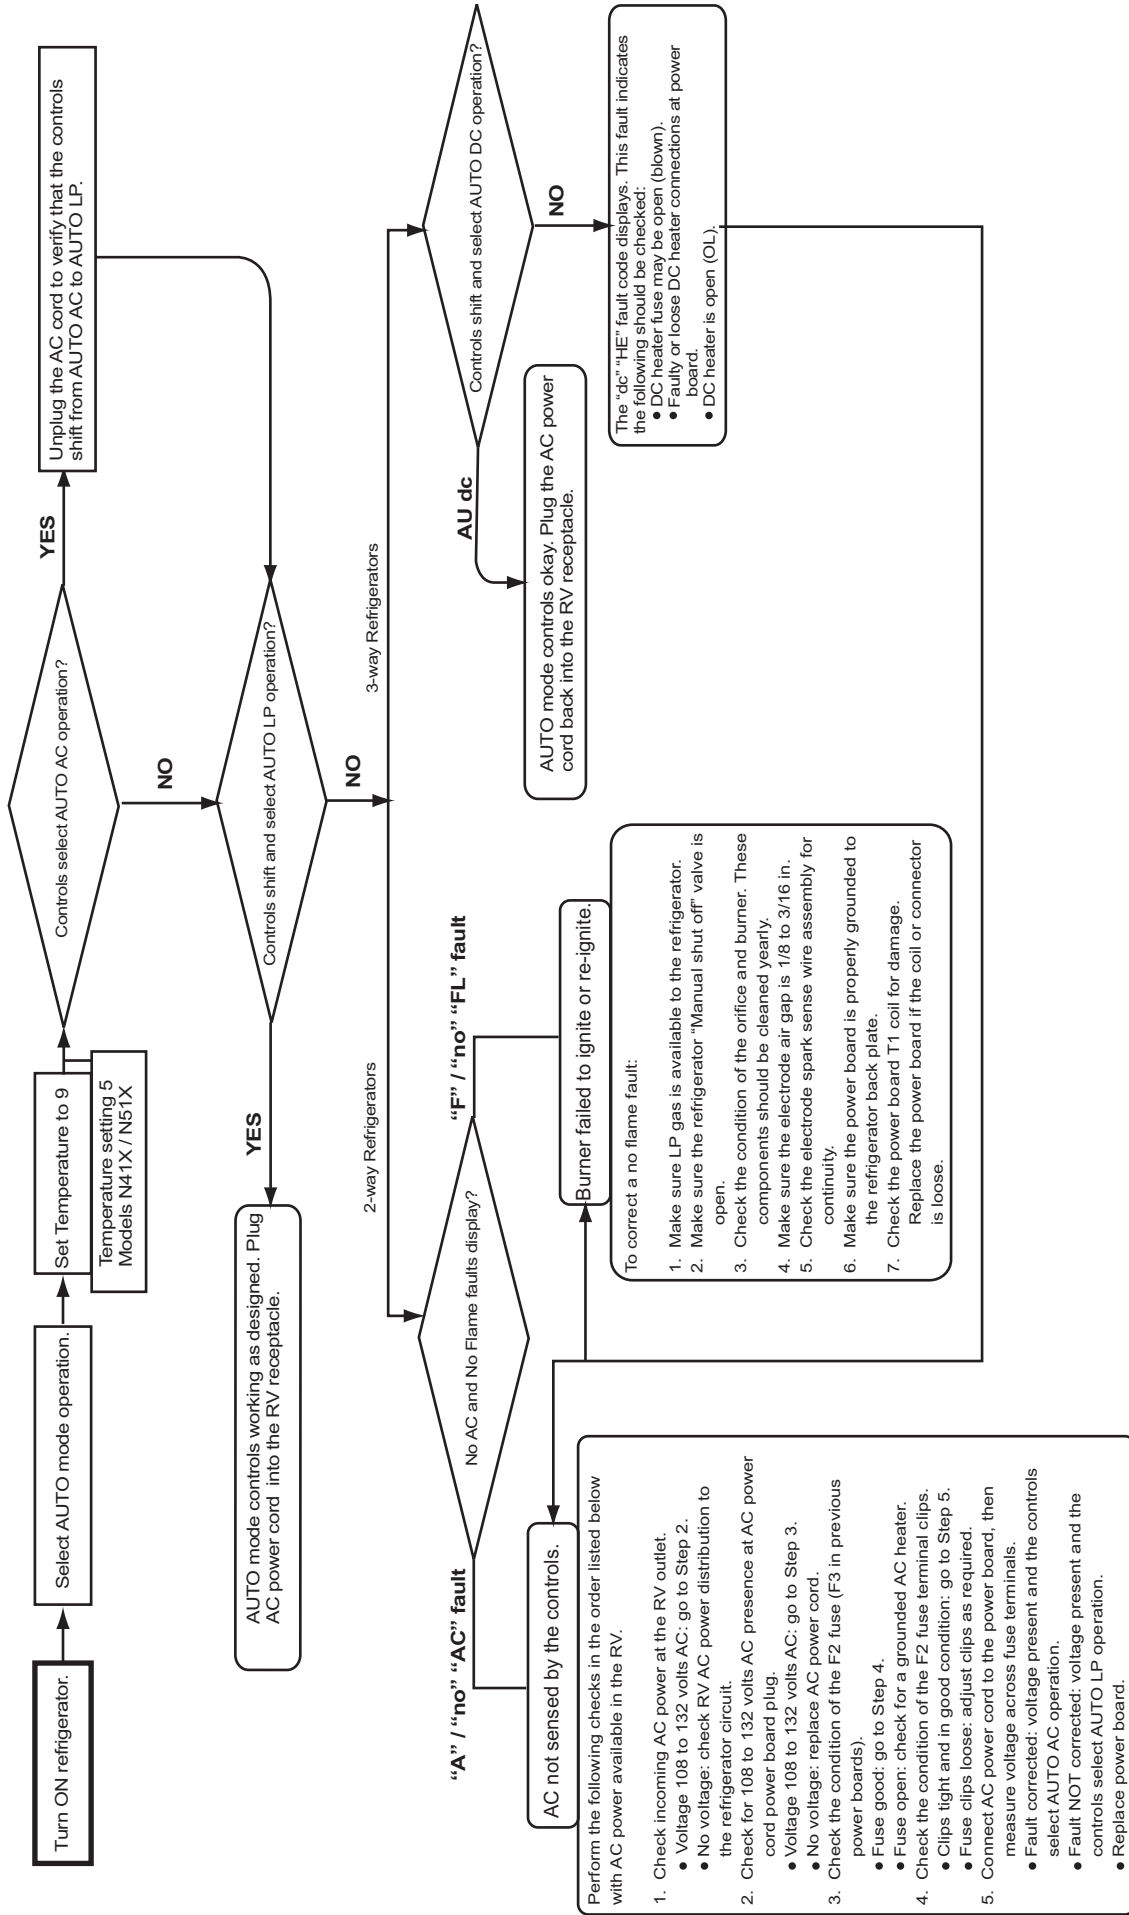 Turn ON refrigerator.
Select AUTO mode operation.
Set Temperature to 9
Temperature setting 5
Models N41X / N51X
Controls select AUTO AC operation?
YES
Unplug the AC cord to verify that the controls
shift from AUTO AC to AUTO LP.
NO
Controls shift and select AUTO LP operation?
YES
AUTO mode controls working as designed. Plug
AC power cord into the RV receptacle.
NO
2-way Refrigerators
3-way Refrigerators
No AC and No Flame faults display?
“A” / “no” “AC” fault
“F” / “no” “FL” fault
Controls shift and select AUTO DC operation?
AU dc
NO
AUTO mode controls okay. Plug the AC power
cord back into the RV receptacle.
The “dc” “HE” fault code displays. This fault indicates
the following should be checked:
● DC heater fuse may be open (blown).
● Faulty or loose DC heater connections at power
board.
● DC heater is open (OL).
AC not sensed by the controls.
Perform the following checks in the order listed below
with AC power available in the RV.
1. Check incoming AC power at the RV outlet.
● Voltage 108 to 132 volts AC: go to Step 2.
● No voltage: check RV AC power distribution to
the refrigerator circuit.
2. Check for 108 to 132 volts AC presence at AC power
cord power board plug.
● Voltage 108 to 132 volts AC: go to Step 3.
● No voltage: replace AC power cord.
3. Check the condition of the F2 fuse (F3 in previous
power boards).
● Fuse good: go to Step 4.
● Fuse open: check for a grounded AC heater.
4. Check the condition of the F2 fuse terminal clips.
● Clips tight and in good condition: go to Step 5.
● Fuse clips loose: adjust clips as required.
5. Connect AC power cord to the power board, then
measure voltage across fuse terminals.
● Fault corrected: voltage present and the controls
select AUTO AC operation.
● Fault NOT corrected: voltage present and the
controls select AUTO LP operation.
● Replace power board.
Burner failed to ignite or re-ignite.
To correct a no flame fault:
1. Make sure LP gas is available to the refrigerator.
2. Make sure the refrigerator “Manual shut off” valve is
open.
3. Check the condition of the orifice and burner. These
components should be cleaned yearly.
4. Make sure the electrode air gap is 1/8 to 3/16 in.
5. Check the electrode spark sense wire assembly for
continuity.
6. Make sure the power board is properly grounded to
the refrigerator back plate.
7. Check the power board T1 coil for damage.
Replace the power board if the coil or connector
is loose.